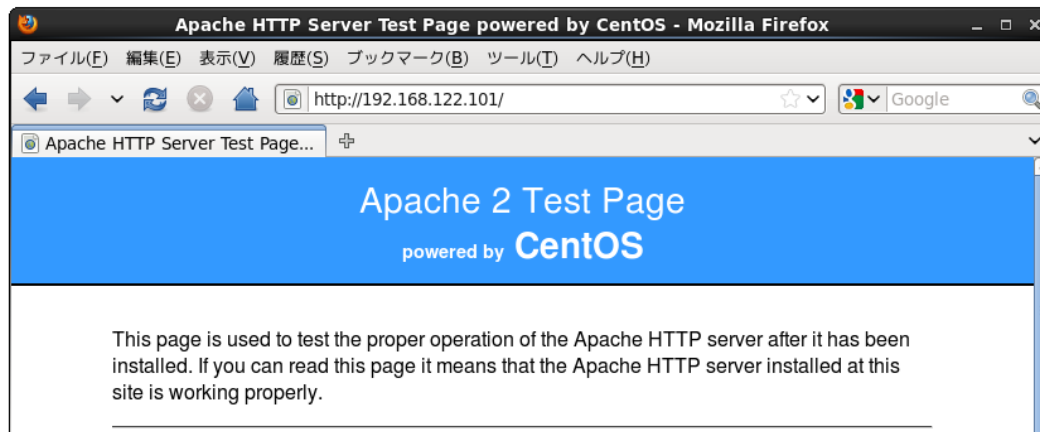 Apache HTTP Server Test Page powered by CentOS - Mozilla Firefox
ファイル(F) 編集(E) 表示(V) 履歴(S) ブックマーク(B) ツール(T) ヘルプ(H)
http://192.168.122.101/ Google
Apache HTTP Server Test Page...
Apache 2 Test Page
powered by CentOS
This page is used to test the proper operation of the Apache HTTP server after it has been
installed. If you can read this page it means that the Apache HTTP server installed at this
site is working properly.